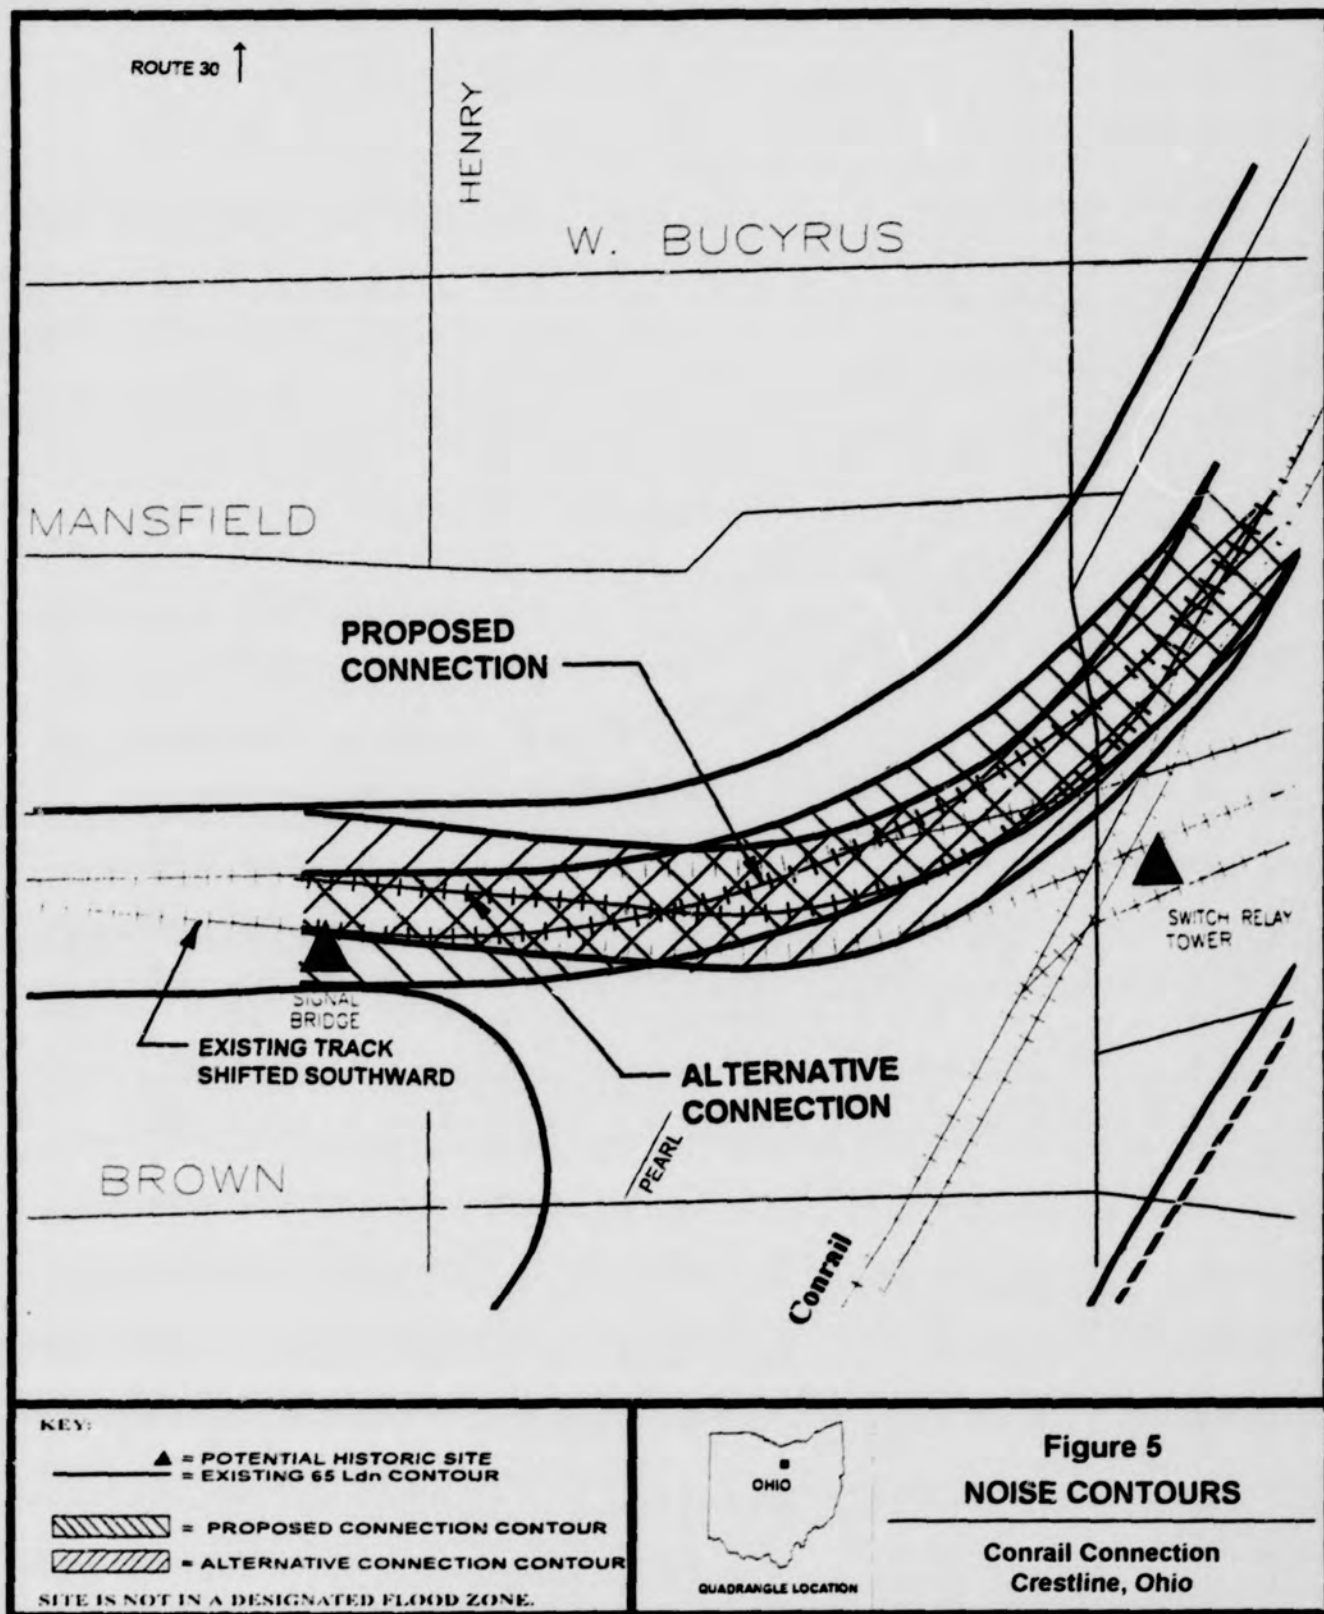 ROUTE 30
HENRY
W. BUCYRUS
MANSFIELD
PROPOSED
CONNECTION
SWITCH RELAY
TOWER
SIGNAL
BRIDGE
EXISTING TRACK
SHIFTED SOUTHWARD
ALTERNATIVE
CONNECTION
PEARL
BROWN
Conrail
KEY:
▲ = POTENTIAL HISTORIC SITE
= EXISTING 65 Ldn CONTOUR
= PROPOSED CONNECTION CONTOUR
= ALTERNATIVE CONNECTION CONTOUR
SITE IS NOT IN A DESIGNATED FLOOD ZONE.
OHIO
QUADRANGLE LOCATION
Figure 5
NOISE CONTOURS
Conrail Connection
Crestline, Ohio